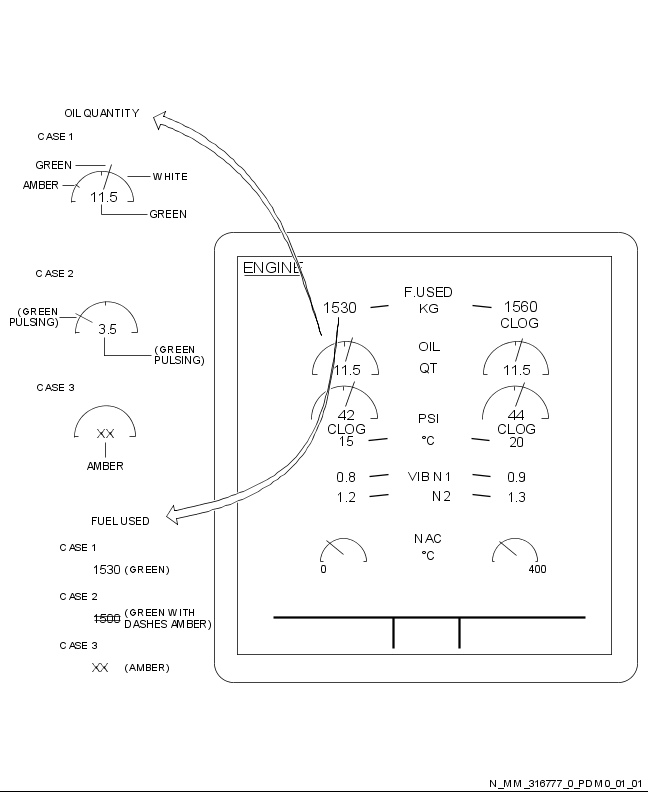 OIL QUANTITY
CASE 1
GREEN
WHITE
AMBER
11.5
GREEN
CASE 2
(GREEN
PULSING)
3.5
(GREEN
PULSING)
CASE 3
XX
AMBER
FUEL USED
CASE 1
1530 (GREEN)
CASE 2
1500 (GREEN WITH
DASHES AMBER)
CASE 3
XX (AMBER)
ENGINE
F.USED
1530 KG 1560
CLOG
OIL
11.5 QT 11.5
42 PSI 44
CLOG CLOG
15 °C 20
0.8 VIB N1 0.9
1.2 N2 1.3
NAC
°C
0 400
N_MM_316777_0_PDM0_01_01